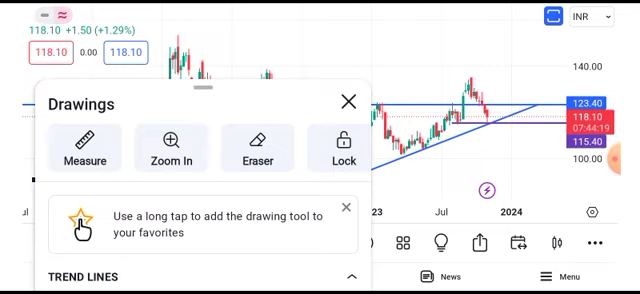 118.10 +1.50 (+1.29%)
118.10 0.00 118.10
INR
140.00
123.40
118.10
07:44:19
115.40
100.00
Drawings
Measure Zoom In Eraser Lock
Use a long tap to add the drawing tool to
your favorites
TREND LINES
23 Jul 2024
News Menu